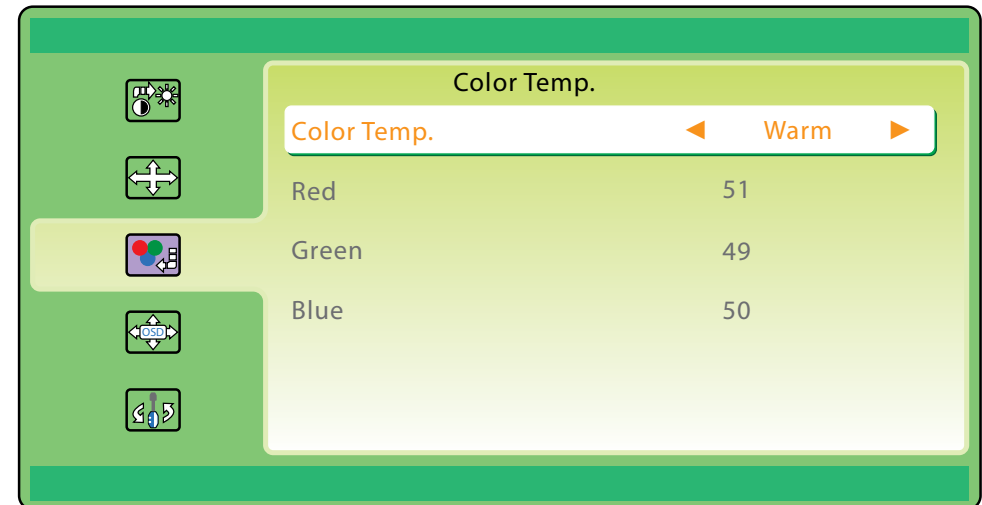 Color Temp.
Color Temp. ◀ Warm ▶
Red 51
Green 49
Blue 50
OSD